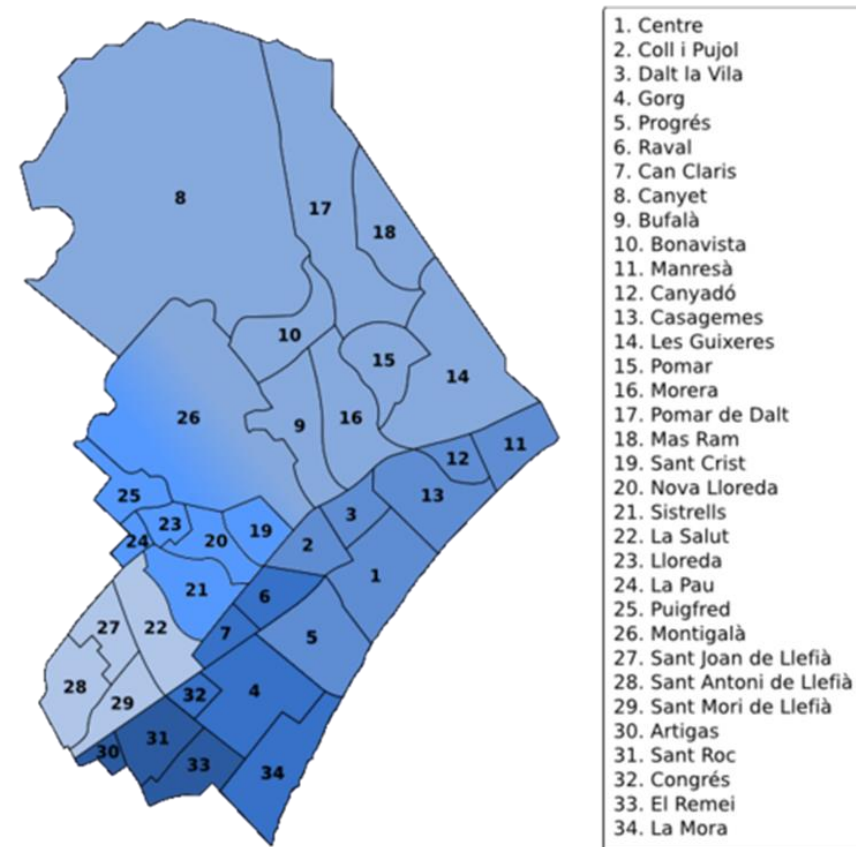 1. Centre
2. Coll i Pujol
3. Dalt la Vila
4. Gorg
5. Progrés
6. Raval
7. Can Claris
8. Canyet
9. Bufalà
10. Bonavista
11. Manresà
12. Canyadó
13. Casagemes
14. Les Guixeres
15. Pomar
16. Morera
17. Pomar de Dalt
18. Mas Ram
19. Sant Crist
20. Nova Lloreda
21. Sistrells
22. La Salut
23. Lloreda
24. La Pau
25. Puigfred
26. Montigalà
27. Sant Joan de Llefià
28. Sant Antoni de Llefià
29. Sant Mori de Llefià
30. Artigas
31. Sant Roc
32. Congrés
33. El Remei
34. La Mora
8
17
18
10
15
14
26
9
16
11
12
13
25
3
23
19
24
20
2
1
21
6
27
22
7
5
28
32
4
29
31
30
33
34